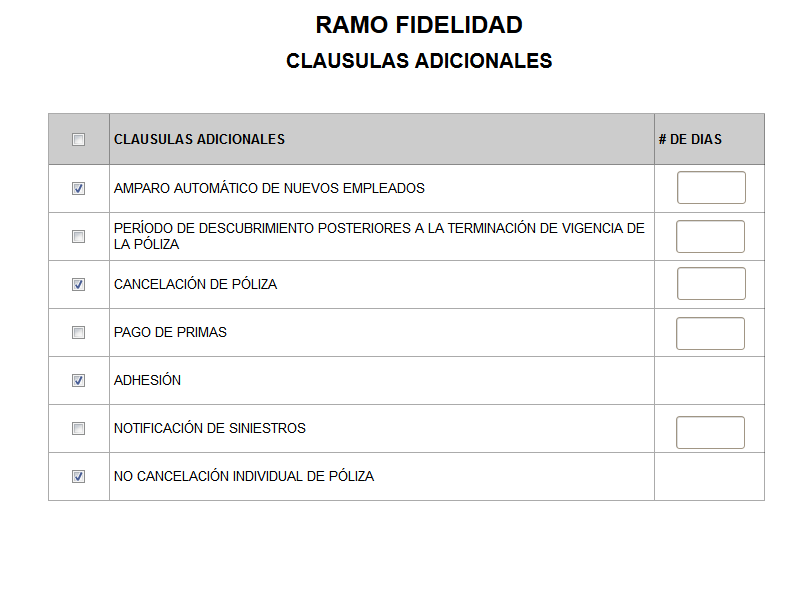 RAMO FIDELIDAD
CLAUSULAS ADICIONALES
CLAUSULAS ADICIONALES # DE DIAS
AMPARO AUTOMÁTICO DE NUEVOS EMPLEADOS
PERÍODO DE DESCUBRIMIENTO POSTERIORES A LA TERMINACIÓN DE VIGENCIA DE
LA PÓLIZA
CANCELACIÓN DE PÓLIZA
PAGO DE PRIMAS
ADHESIÓN
NOTIFICACIÓN DE SINIESTROS
NO CANCELACIÓN INDIVIDUAL DE PÓLIZA